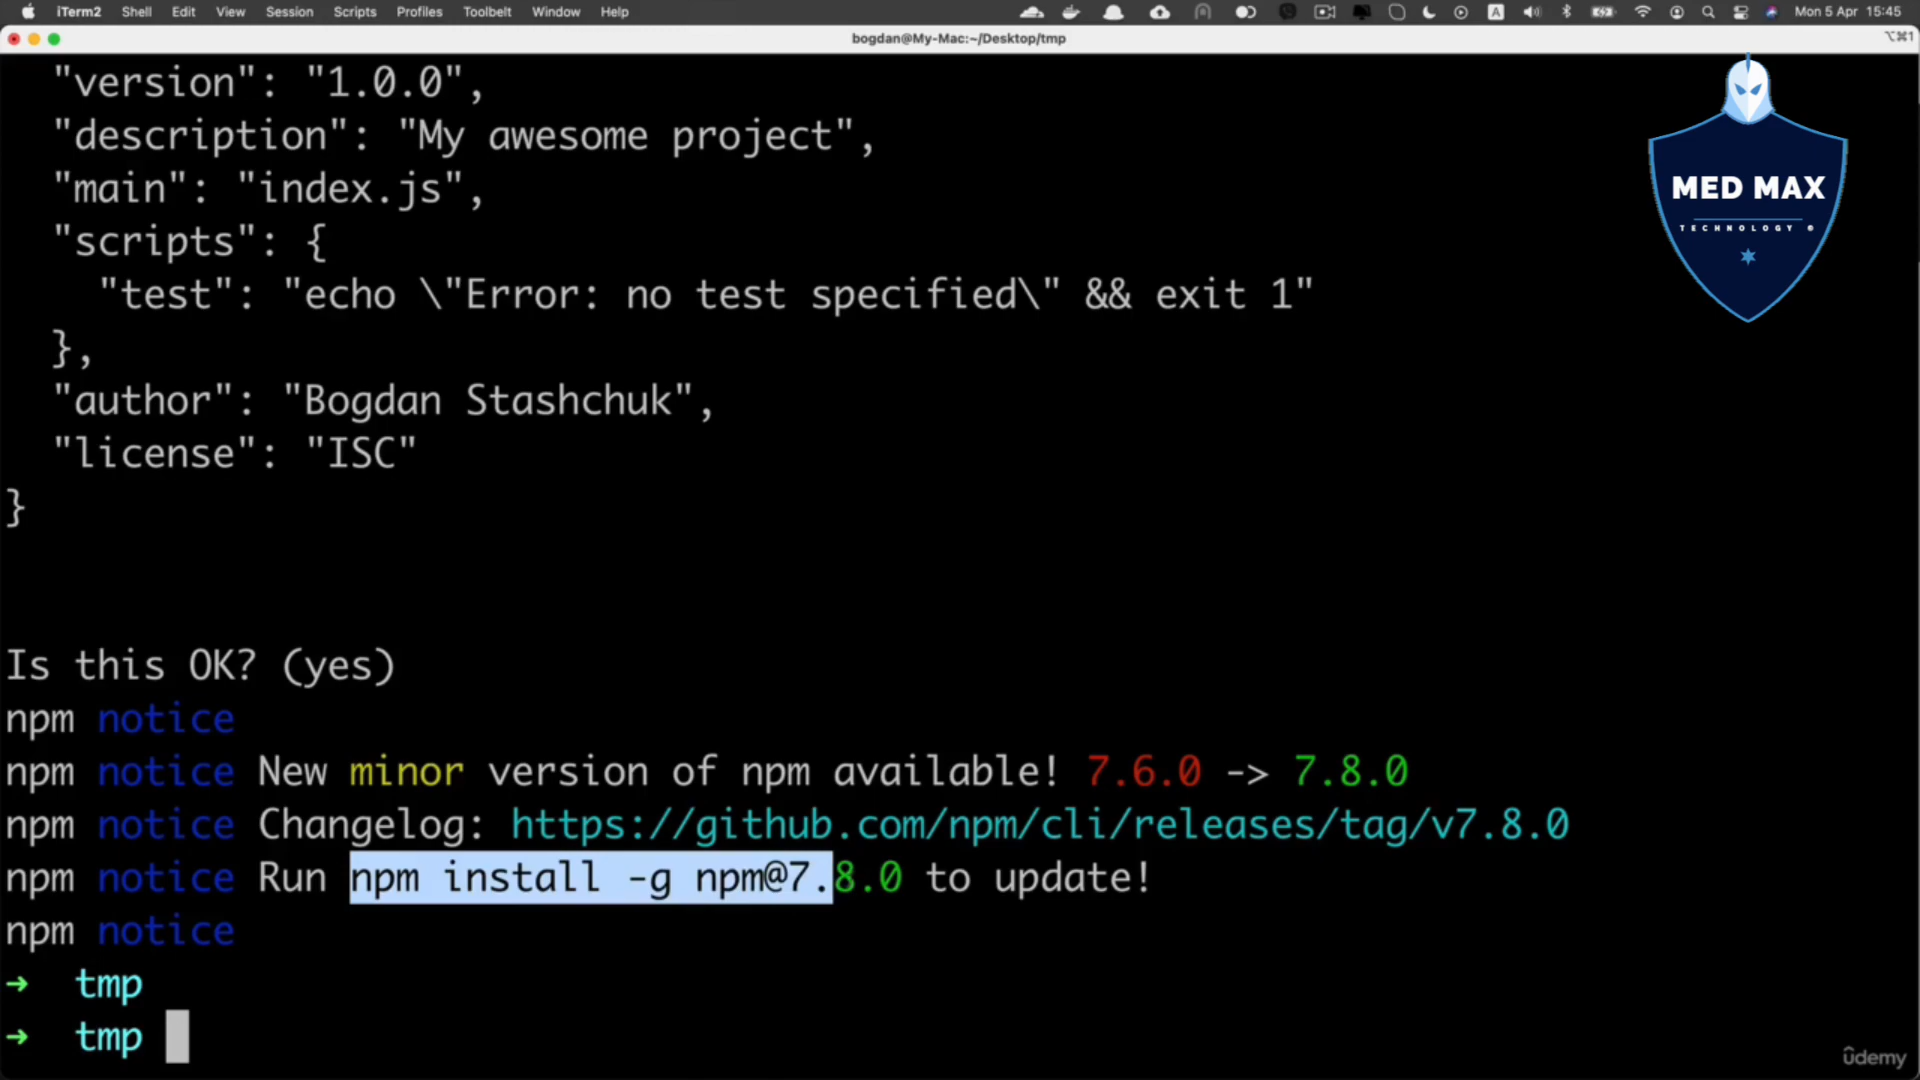 iTerm2 Shell Edit View Session Scripts Profiles Toolbelt Window Help A Mon 5 Apr 15:45
bogdan@My-Mac:~/Desktop/tmp ⌥⌘1
"version": "1.0.0",
"description": "My awesome project",
"main": "index.js",
"scripts": {
"test": "echo \"Error: no test specified\" && exit 1"
},
"author": "Bogdan Stashchuk",
"license": "ISC"
}
MED MAX
TECHNOLOGY ®
Is this OK? (yes)
npm notice
npm notice New minor version of npm available! 7.6.0 -> 7.8.0
npm notice Changelog: https://github.com/npm/cli/releases/tag/v7.8.0
npm notice Run npm install -g npm@7.8.0 to update!
npm notice
→ tmp
→ tmp
ûdemy